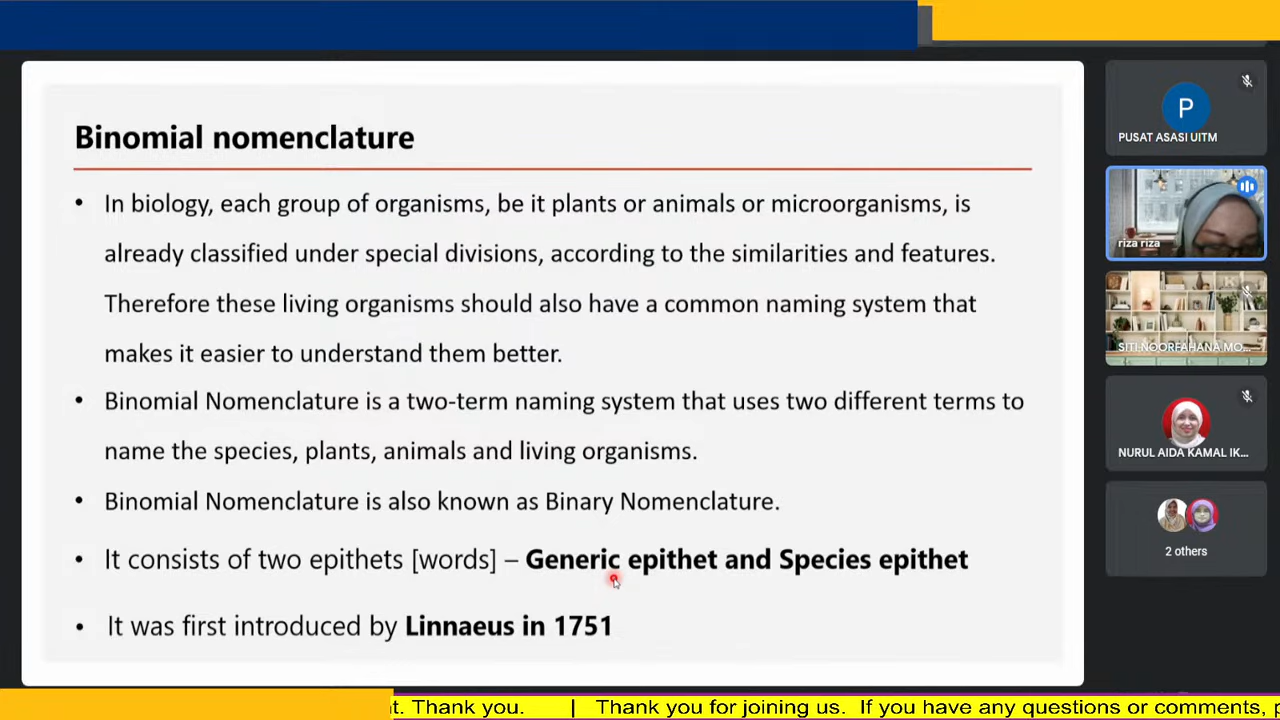 Binomial nomenclature
• In biology, each group of organisms, be it plants or animals or microorganisms, is
already classified under special divisions, according to the similarities and features.
Therefore these living organisms should also have a common naming system that
makes it easier to understand them better.
• Binomial Nomenclature is a two-term naming system that uses two different terms to
name the species, plants, animals and living organisms.
• Binomial Nomenclature is also known as Binary Nomenclature.
• It consists of two epithets [words] – Generic epithet and Species epithet
• It was first introduced by Linnaeus in 1751
P
PUSAT ASASI UITM
riza riza
SITI NOORFAHANA MO...
NURUL AIDA KAMAL IK...
2 others
t. Thank you. | Thank you for joining us. If you have any questions or comments, p